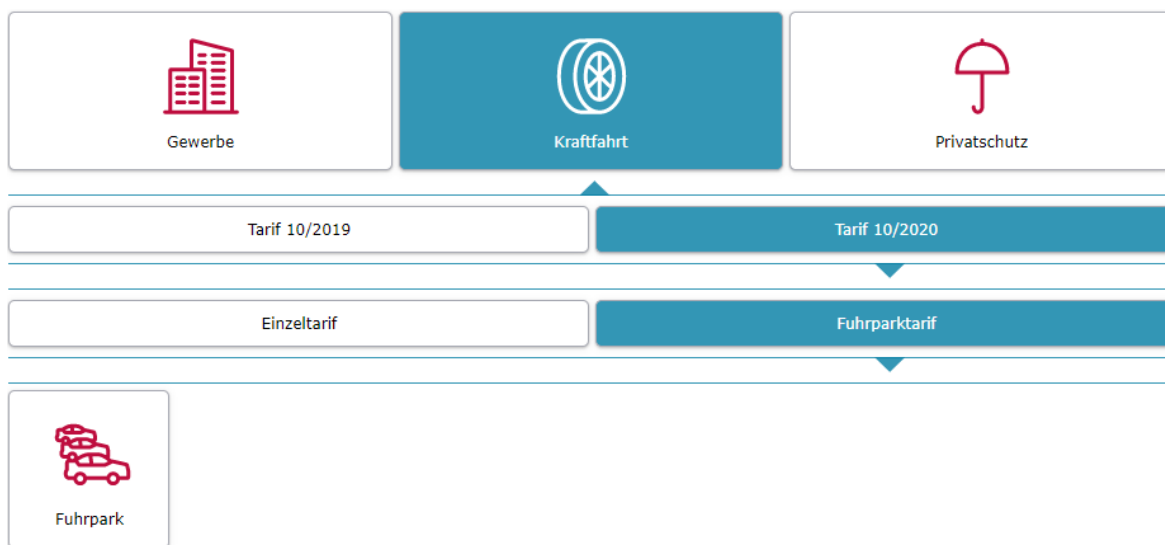 Gewerbe
Kraftfahrt
Privatschutz
Tarif 10/2019
Tarif 10/2020
Einzeltarif
Fuhrparktarif
Fuhrpark